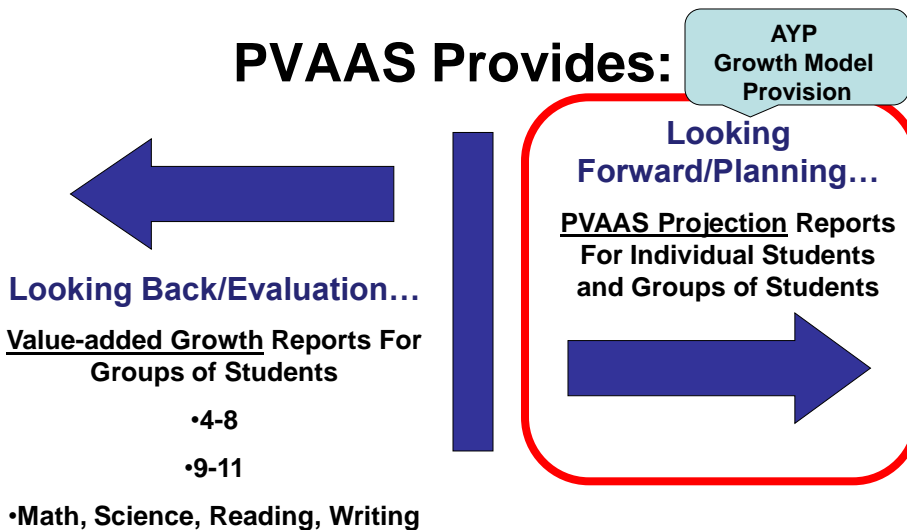 PVAAS Provides:
AYP
Growth Model
Provision
Looking Back/Evaluation…
Value-added Growth Reports For
Groups of Students
•4-8
•9-11
•Math, Science, Reading, Writing
Looking
Forward/Planning…
PVAAS Projection Reports
For Individual Students
and Groups of Students